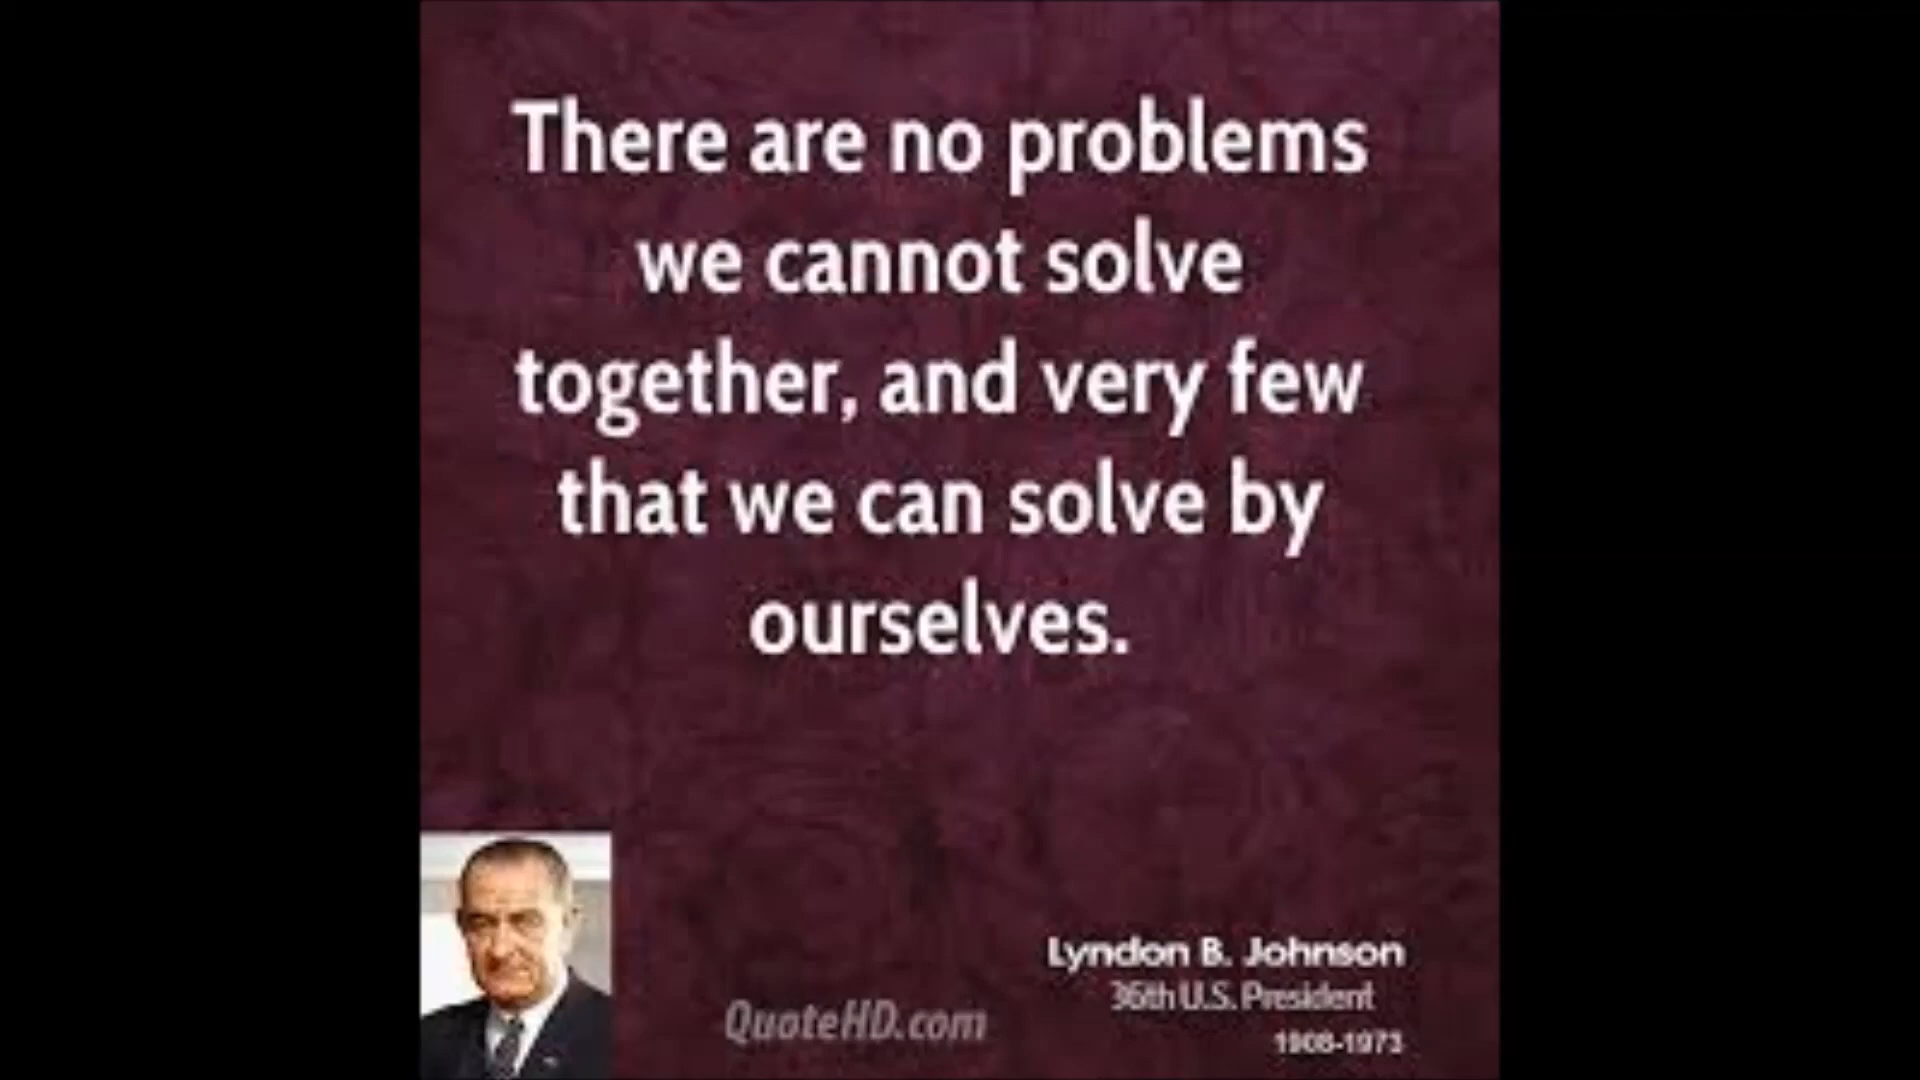 There are no problems
we cannot solve
together, and very few
that we can solve by
ourselves.
Lyndon B. Johnson
36th U.S. President
1908-1973
QuoteHD.com